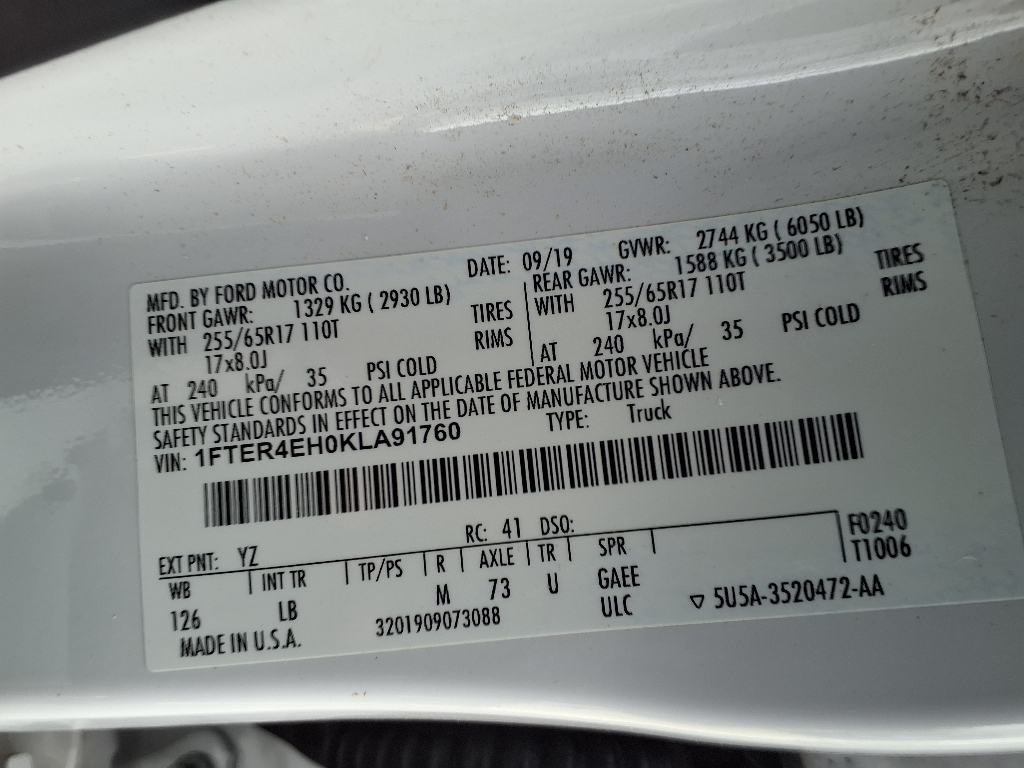 MFD. BY FORD MOTOR CO. DATE: 09/19 GVWR: 2744 KG ( 6050 LB)
FRONT GAWR: 1329 KG ( 2930 LB) REAR GAWR: 1588 KG ( 3500 LB)
WITH 255/65R17 110T TIRES WITH 255/65R17 110T TIRES
17x8.0J RIMS 17x8.0J RIMS
AT 240 kPa/ 35 PSI COLD AT 240 kPa/ 35 PSI COLD
THIS VEHICLE CONFORMS TO ALL APPLICABLE FEDERAL MOTOR VEHICLE
SAFETY STANDARDS IN EFFECT ON THE DATE OF MANUFACTURE SHOWN ABOVE.
VIN: 1FTER4EH0KLA91760 TYPE: Truck
EXT PNT: YZ RC: 41 DSO: F0240
WB INT TR TP/PS R AXLE TR SPR T1006
126 LB M 73 U GAEE
MADE IN U.S.A. 3201909073088 ULC ▽ 5U5A-3520472-AA